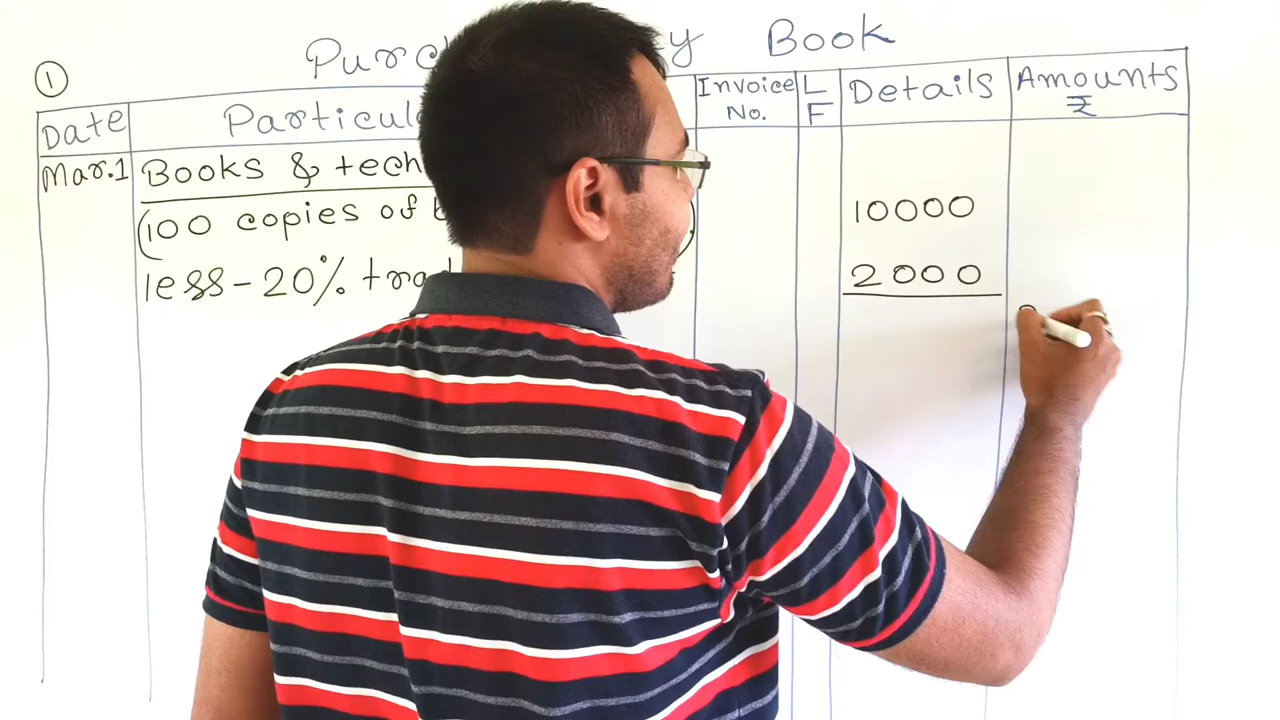 Purc y Book
①
Date Particul Invoice No. L F Details Amounts ₹
Mar.1 Books & tech
(100 copies of b ) 10000
less - 20% trad 2000